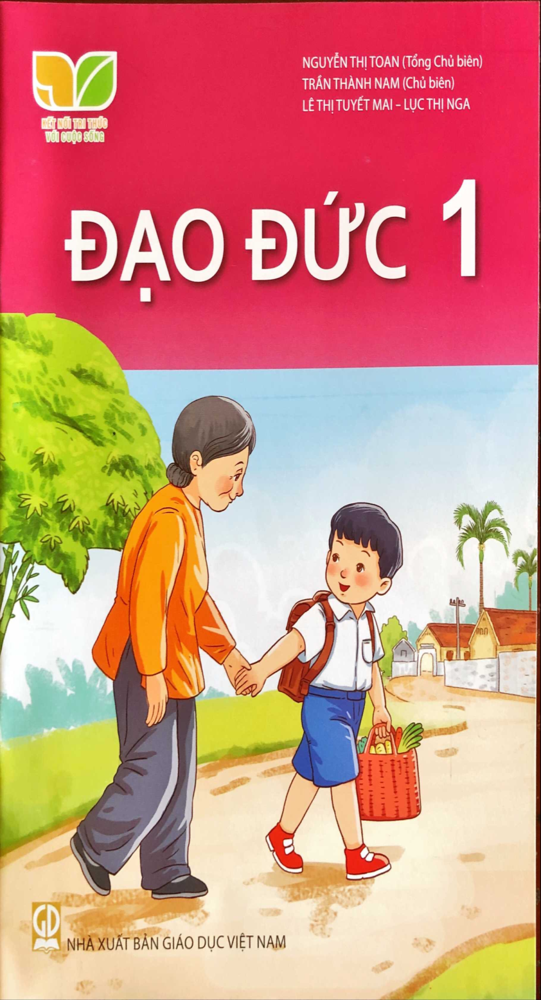 NGUYỄN THỊ TOAN (Tổng Chủ biên)
TRẦN THÀNH NAM (Chủ biên)
LÊ THỊ TUYẾT MAI – LỤC THỊ NGA
KẾT NỐI TRI THỨC
VỚI CUỘC SỐNG
ĐẠO ĐỨC 1
GD
NHÀ XUẤT BẢN GIÁO DỤC VIỆT NAM